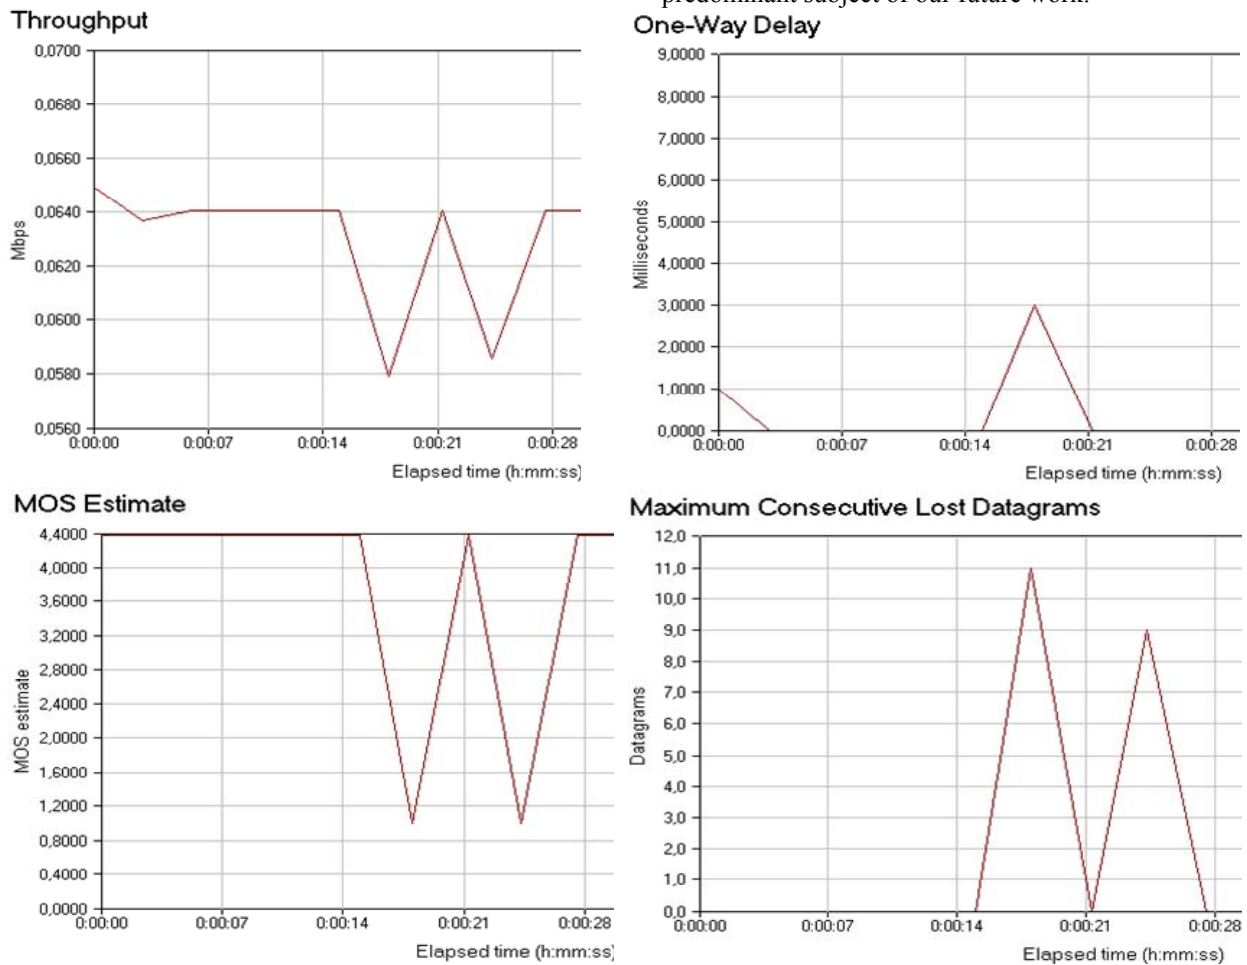 predominant subject of our future work.
Throughput
0,0700
0,0680
0,0660
0,0640
0,0620
0,0600
0,0580
0,0560
Mbps
0:00:00 0:00:07 0:00:14 0:00:21 0:00:28
Elapsed time (h:mm:ss)
One-Way Delay
9,0000
8,0000
7,0000
6,0000
5,0000
4,0000
3,0000
2,0000
1,0000
0,0000
Milliseconds
0:00:00 0:00:07 0:00:14 0:00:21 0:00:28
Elapsed time (h:mm:ss)
MOS Estimate
4,4000
4,0000
3,6000
3,2000
2,8000
2,4000
2,0000
1,6000
1,2000
0,8000
0,4000
0,0000
MOS estimate
0:00:00 0:00:07 0:00:14 0:00:21 0:00:28
Elapsed time (h:mm:ss)
Maximum Consecutive Lost Datagrams
12,0
11,0
10,0
9,0
8,0
7,0
6,0
5,0
4,0
3,0
2,0
1,0
0,0
Datagrams
0:00:00 0:00:07 0:00:14 0:00:21 0:00:28
Elapsed time (h:mm:ss)